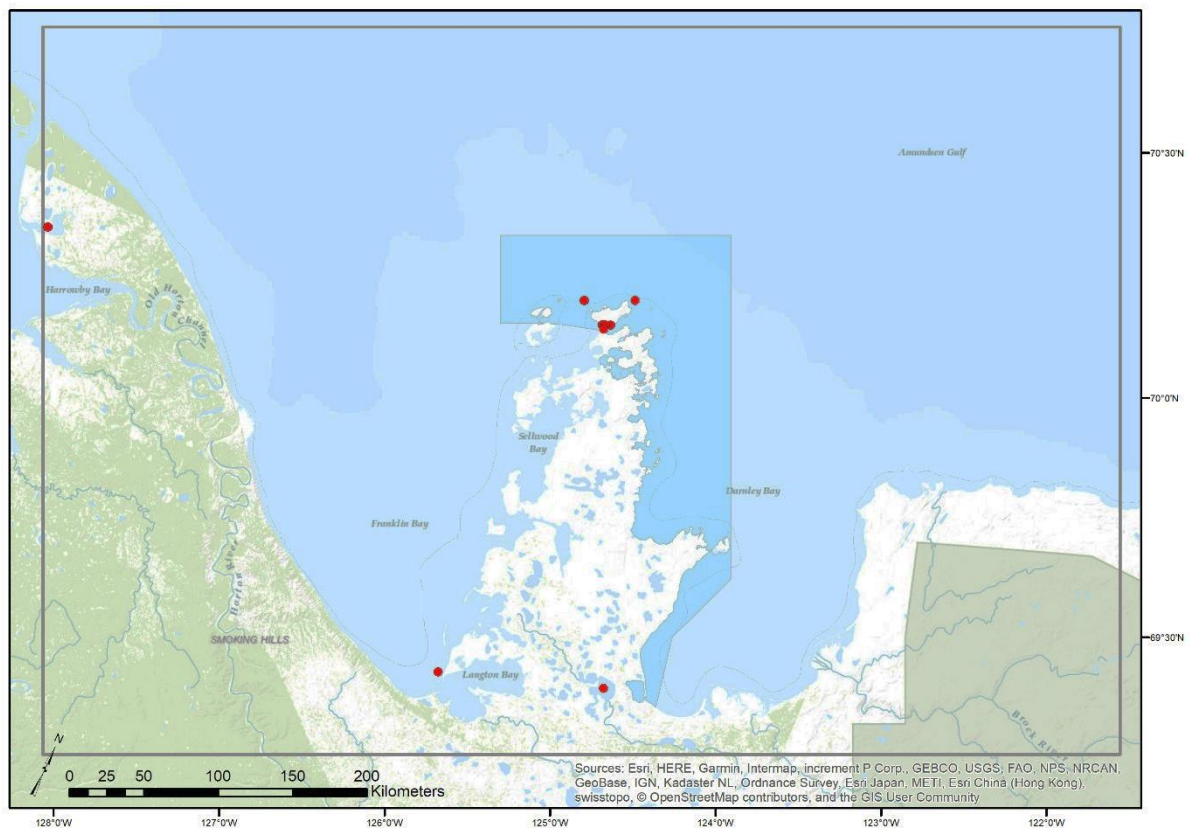 Amundsen Gulf
70°30'0"N
Harrowby Bay
Old Horton Channel
70°0'0"N
Sellwood
Bay
Darnley Bay
Franklin Bay
Horton River
SMOKING HILLS
69°30'0"N
Langton Bay
Brock River
N
0 25 50 100 150 200
Kilometers
Sources: Esri, HERE, Garmin, Intermap, increment P Corp., GEBCO, USGS, FAO, NPS, NRCAN,
GeoBase, IGN, Kadaster NL, Ordnance Survey, Esri Japan, METI, Esri China (Hong Kong),
swisstopo, © OpenStreetMap contributors, and the GIS User Community
128°0'W 127°0'W 126°0'W 125°0'W 124°0'W 123°0'W 122°0'W